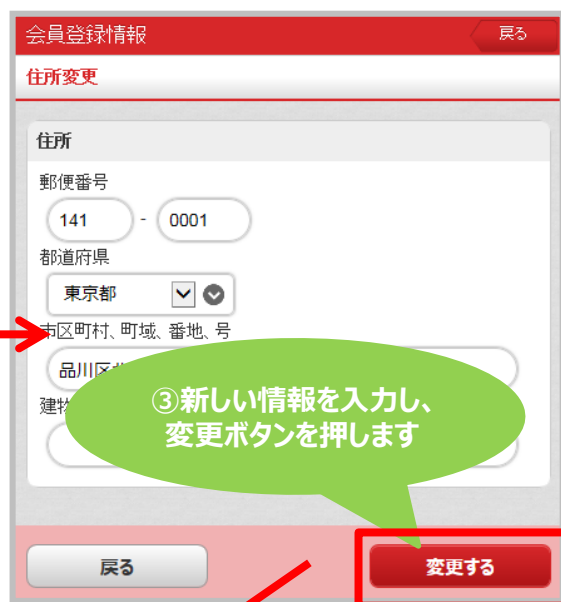 会員登録情報
戻る
住所変更
住所
郵便番号
141 - 0001
都道府県
東京都
市区町村、町域、番地、号
品川区
③新しい情報を入力し、
変更ボタンを押します
戻る
変更する